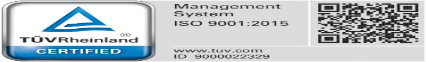 TÜVRheinland®
CERTIFIED
Management
System
ISO 9001:2015
www.tuv.com
ID 9000022329